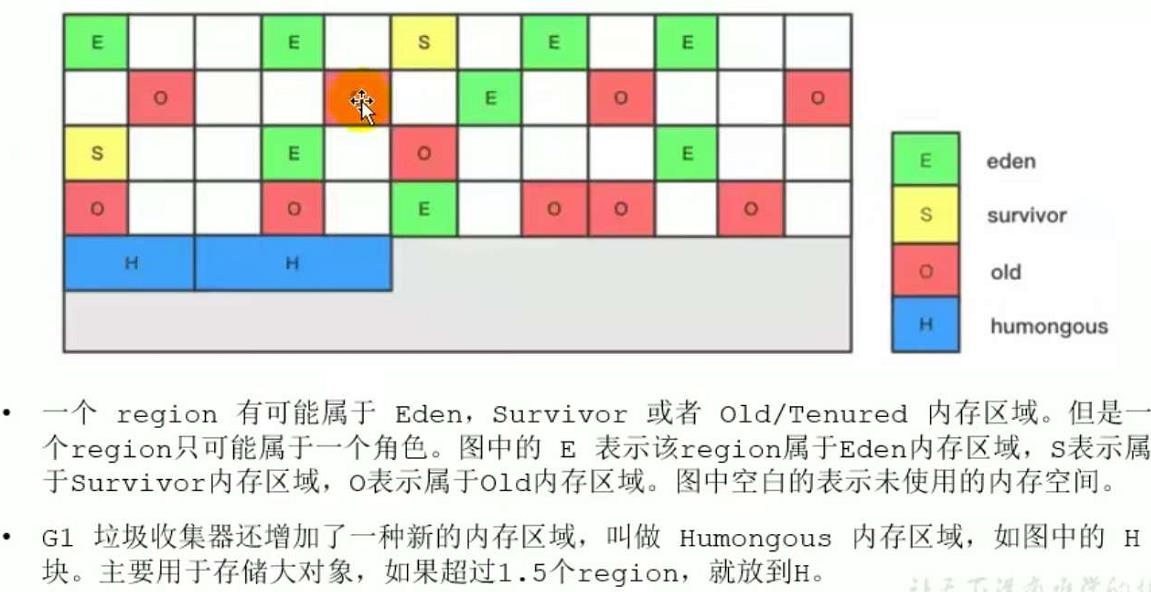 E E S E E
O E O O
S E O E
O O E O O O
H H
E eden
S survivor
O old
H humongous
• 一个 region 有可能属于 Eden，Survivor 或者 Old/Tenured 内存区域。但是一
个region只可能属于一个角色。图中的 E 表示该region属于Eden内存区域，S表示属
于Survivor内存区域，O表示属于Old内存区域。图中空白的表示未使用的内存空间。
• G1 垃圾收集器还增加了一种新的内存区域，叫做 Humongous 内存区域，如图中的 H
块。主要用于存储大对象，如果超过1.5个region，就放到H。